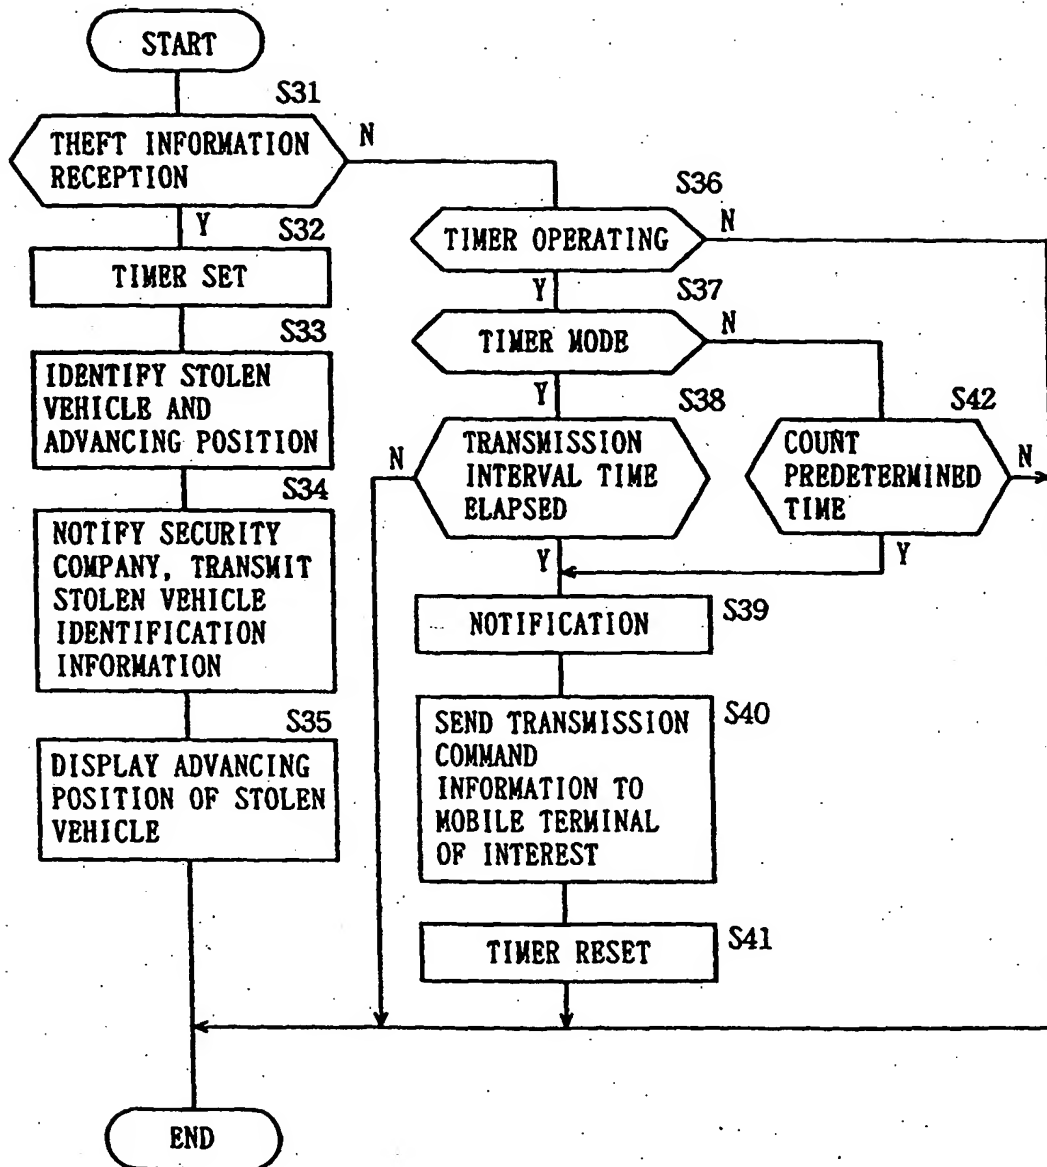 START
S31
THEFT INFORMATION
RECEPTION
N
Y
S32
TIMER SET
S33
IDENTIFY STOLEN
VEHICLE AND
ADVANCING POSITION
S34
NOTIFY SECURITY
COMPANY, TRANSMIT
STOLEN VEHICLE
IDENTIFICATION
INFORMATION
S35
DISPLAY ADVANCING
POSITION OF STOLEN
VEHICLE
S36
TIMER OPERATING
N
Y
S37
TIMER MODE
N
Y
S38
TRANSMISSION
INTERVAL TIME
ELAPSED
N
Y
S42
COUNT
PREDETERMINED
TIME
N
Y
S39
NOTIFICATION
S40
SEND TRANSMISSION
COMMAND
INFORMATION TO
MOBILE TERMINAL
OF INTEREST
S41
TIMER RESET
END